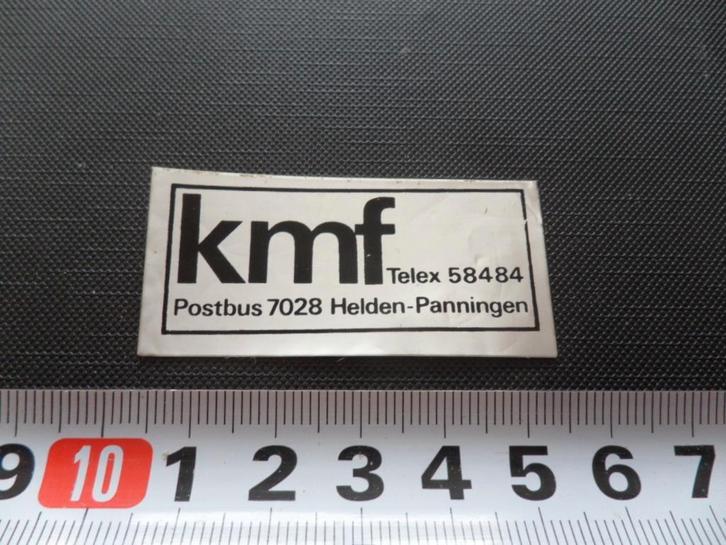 kmf
Telex 58484
Postbus 7028 Helden-Panningen
9 10 1 2 3 4 5 6 7